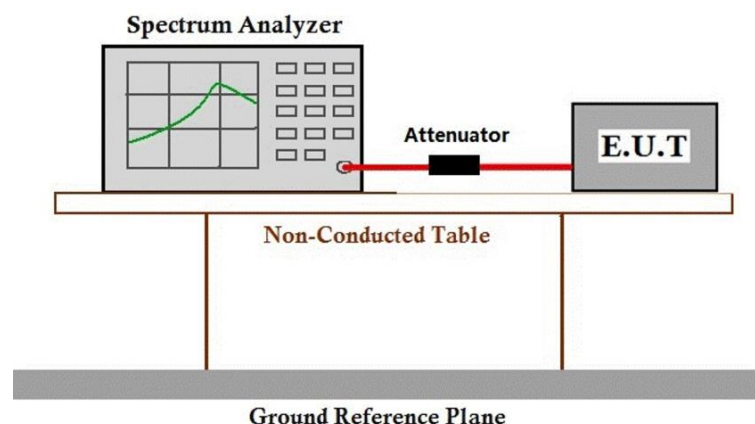 Spectrum Analyzer
Attenuator
E.U.T
Non-Conducted Table
Ground Reference Plane